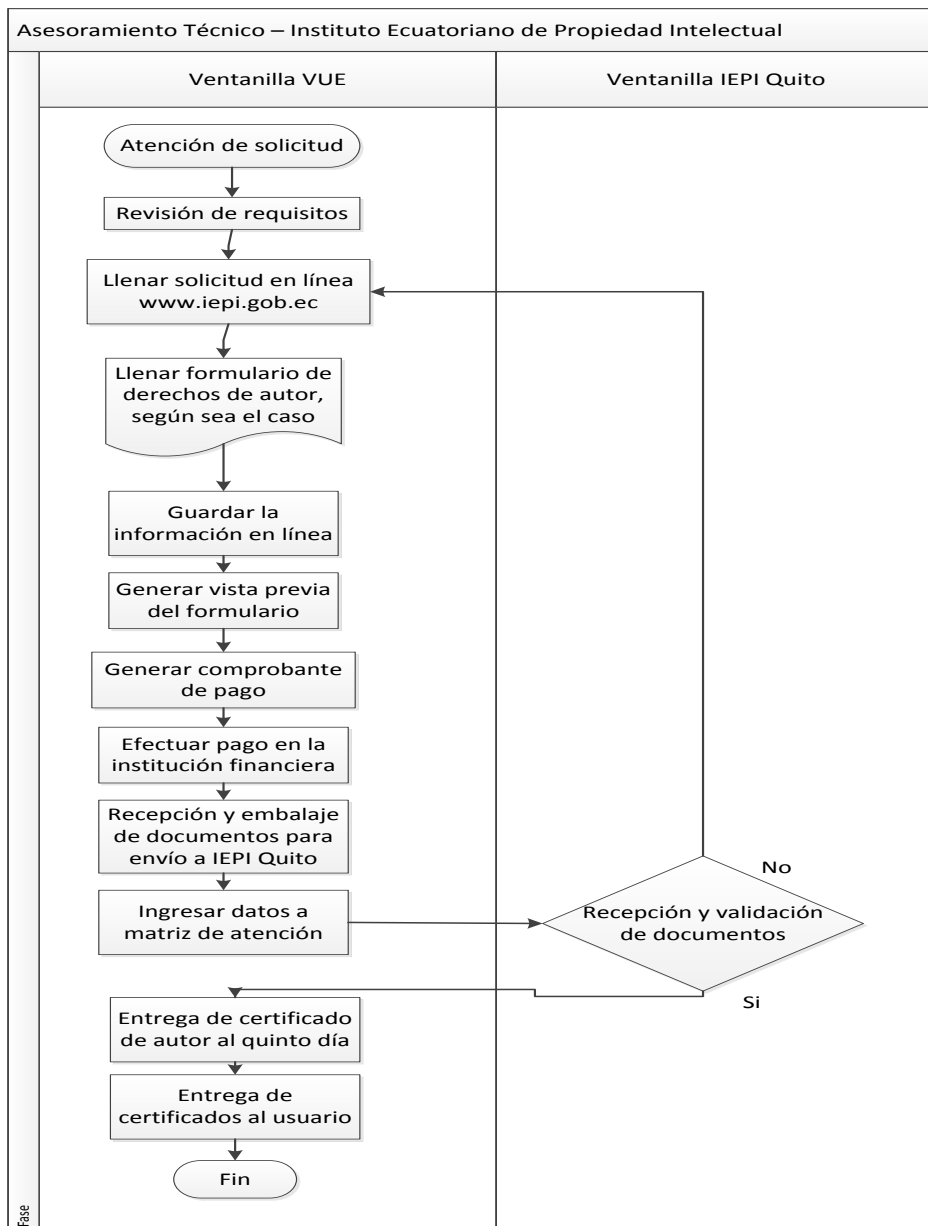 Asesoramiento Técnico – Instituto Ecuatoriano de Propiedad Intelectual
Ventanilla VUE
Ventanilla IEPI Quito
Atención de solicitud
Revisión de requisitos
Llenar solicitud en línea
www.iepi.gob.ec
Llenar formulario de
derechos de autor,
según sea el caso
Guardar la
información en línea
Generar vista previa
del formulario
Generar comprobante
de pago
Efectuar pago en la
institución financiera
Recepción y embalaje
de documentos para
envío a IEPI Quito
Ingresar datos a
matriz de atención
No
Recepción y validación
de documentos
Si
Entrega de certificado
de autor al quinto día
Entrega de
certificados al usuario
Fin
Fase